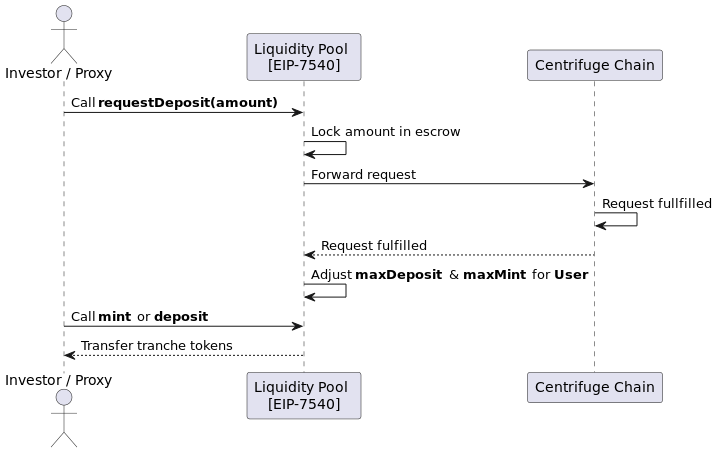 Investor / Proxy
Liquidity Pool
[EIP-7540]
Centrifuge Chain
Call requestDeposit(amount)
Lock amount in escrow
Forward request
Request fullfilled
Request fulfilled
Adjust maxDeposit & maxMint for User
Call mint or deposit
Transfer tranche tokens
Investor / Proxy
Liquidity Pool
[EIP-7540]
Centrifuge Chain